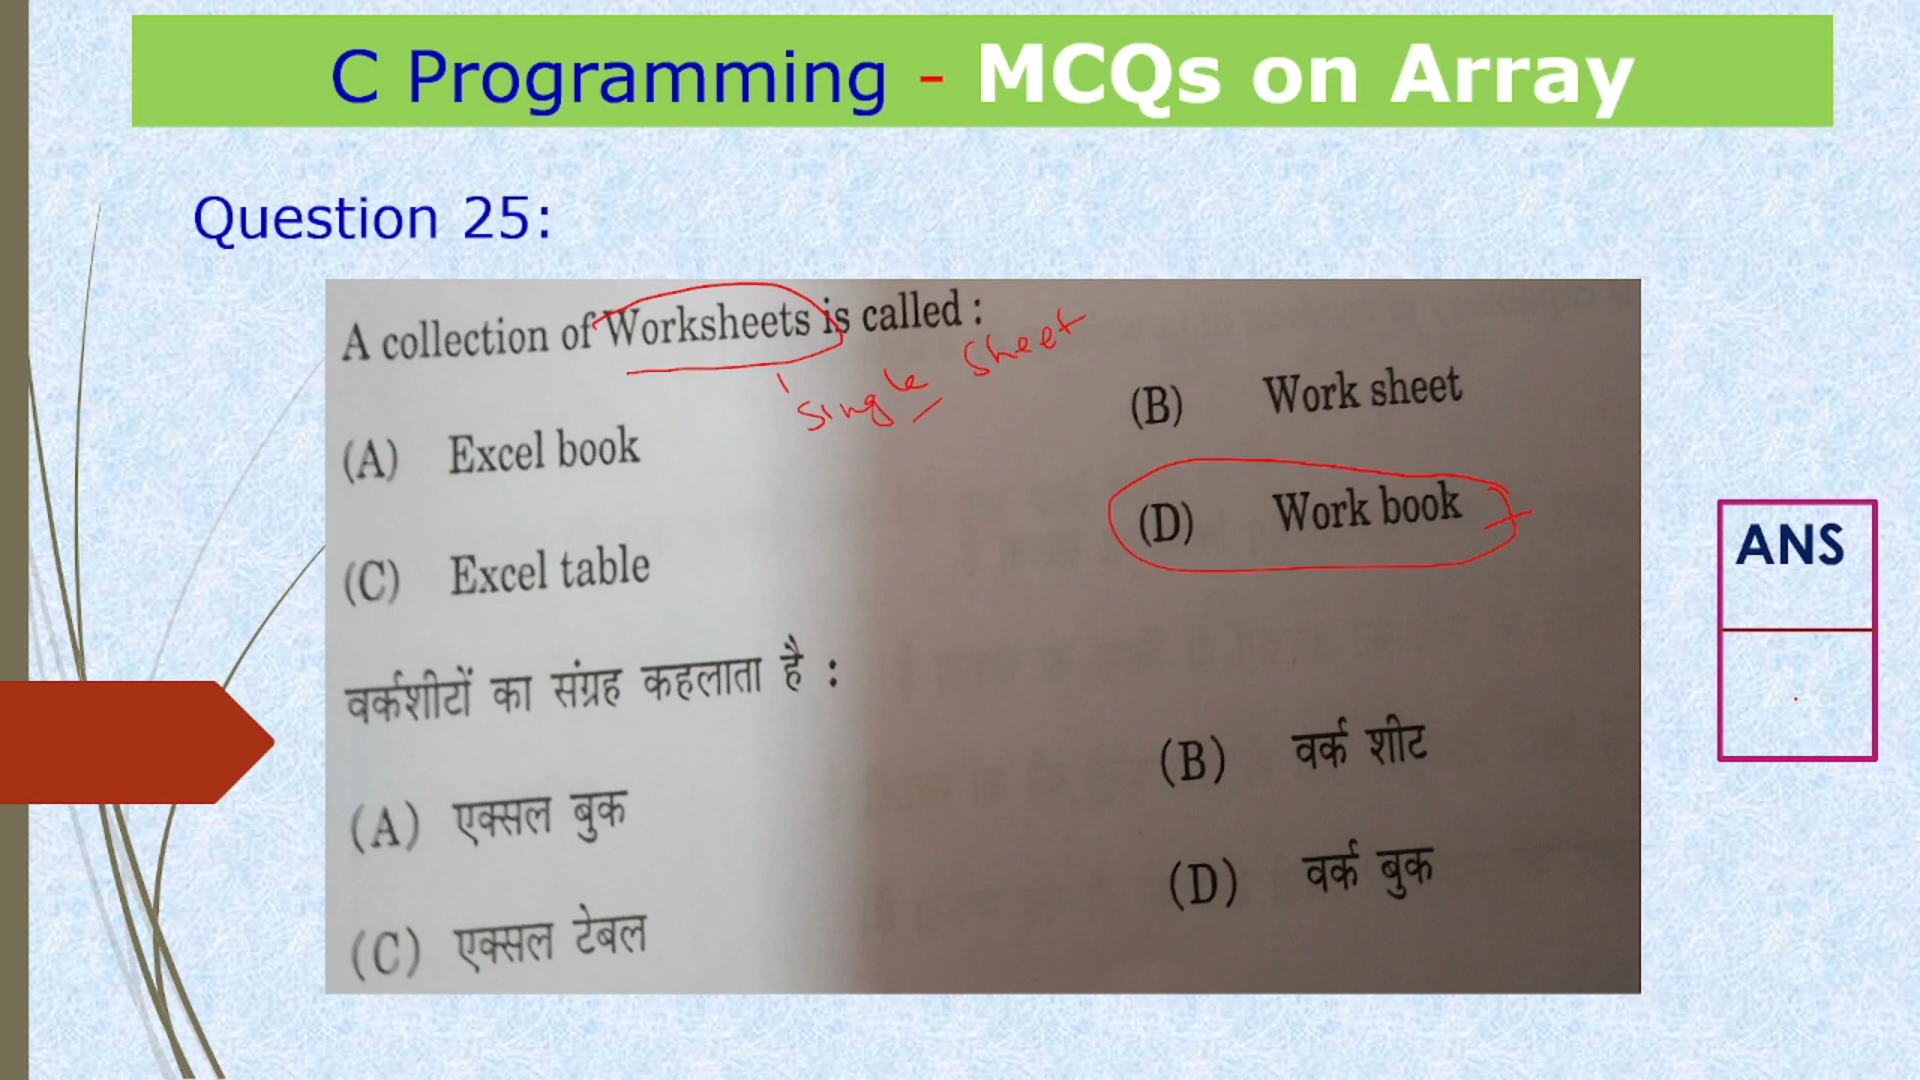 C Programming - MCQs on Array
Question 25:
A collection of Worksheets is called :
single sheet
(A) Excel book
(B) Work sheet
(C) Excel table
(D) Work book
वर्कशीटों का संग्रह कहलाता है :
(A) एक्सल बुक
(B) वर्क शीट
(C) एक्सल टेबल
(D) वर्क बुक
ANS